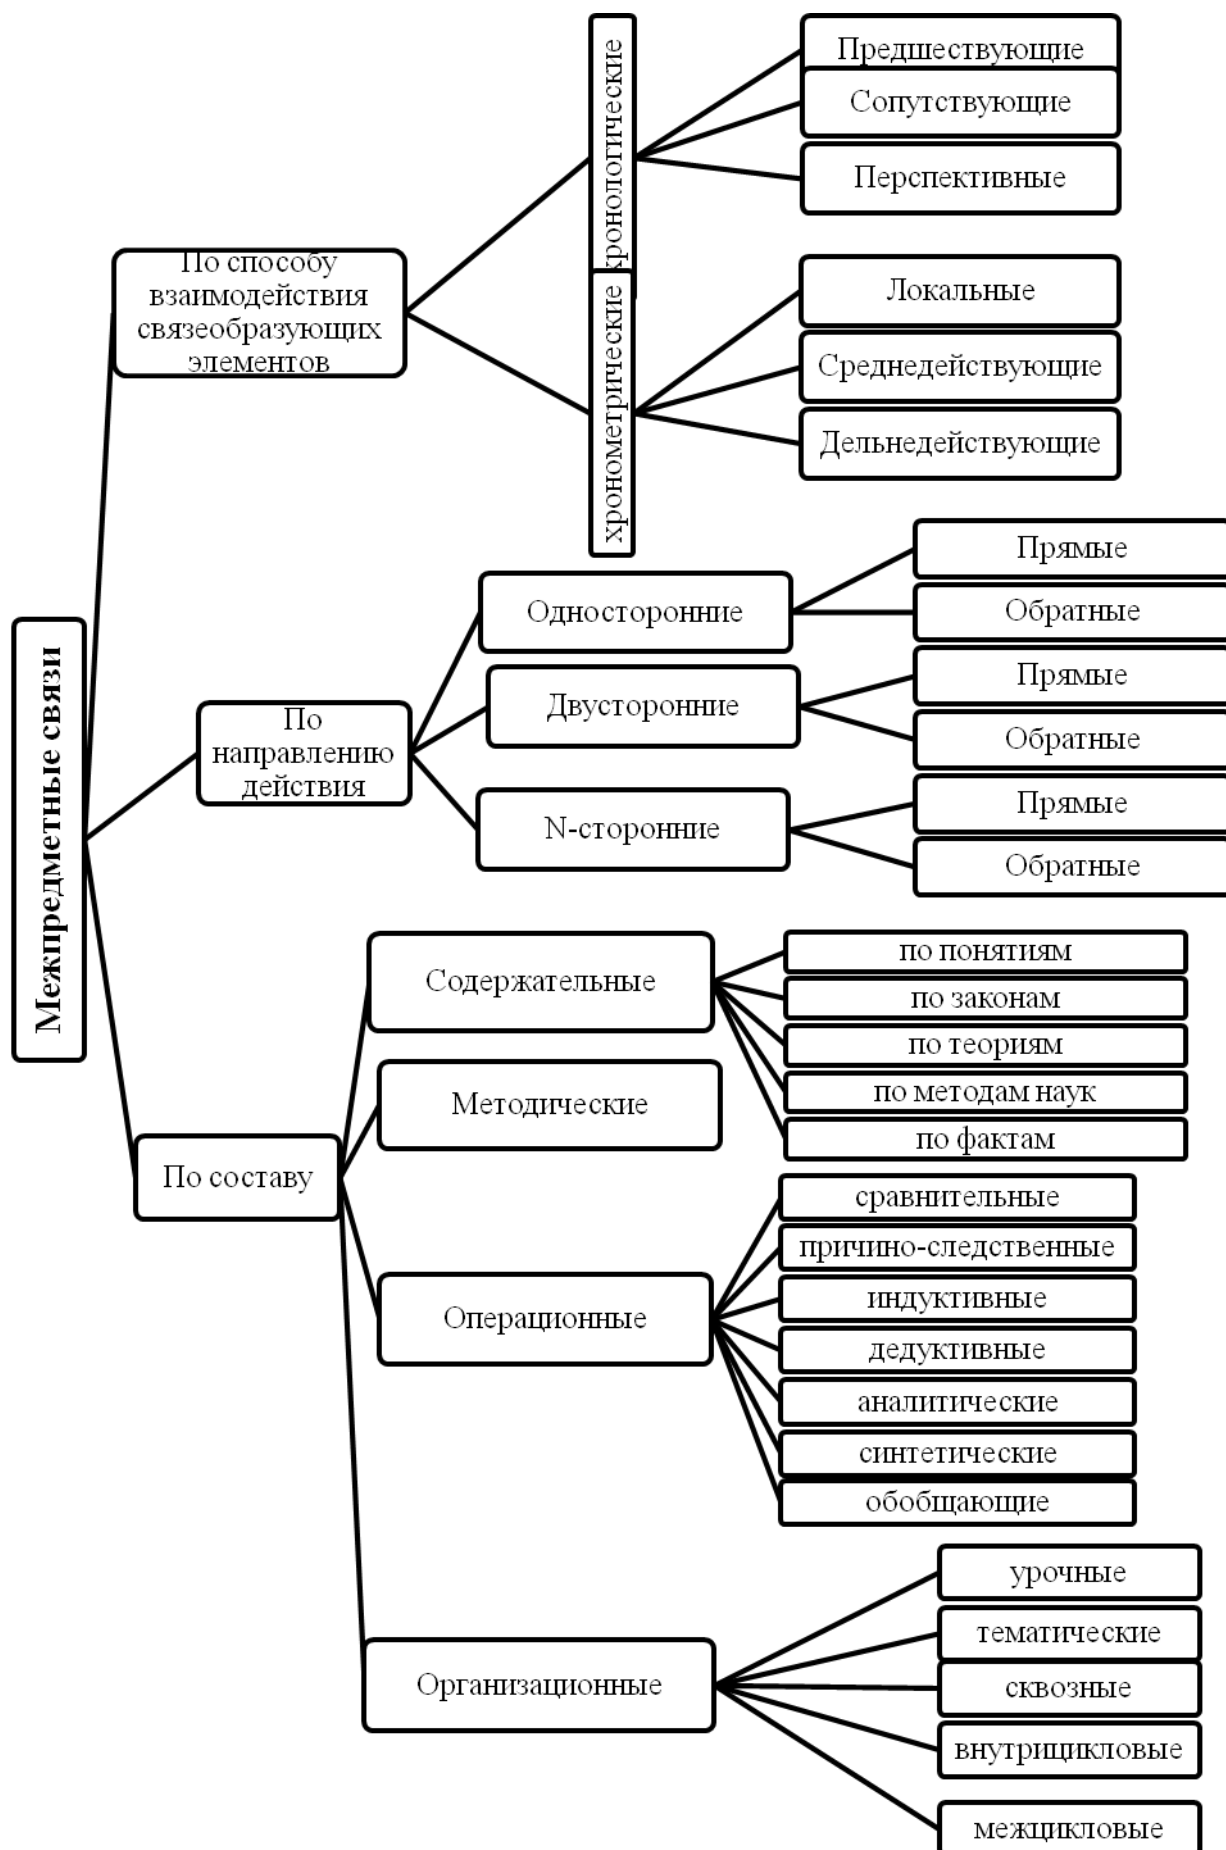 Межпредметные связи
По способу
взаимодействия
связеобразующих
элементов
хронологические
Предшествующие
Сопутствующие
Перспективные
хронометрические
Локальные
Среднедействующие
Дельнедействующие
По
направлению
действия
Односторонние
Прямые
Обратные
Двусторонние
Прямые
Обратные
N-сторонние
Прямые
Обратные
По составу
Содержательные
по понятиям
по законам
по теориям
по методам наук
по фактам
Методические
Операционные
сравнительные
причино-следственные
индуктивные
дедуктивные
аналитические
синтетические
обобщающие
Организационные
урочные
тематические
сквозные
внутрицикловые
межцикловые